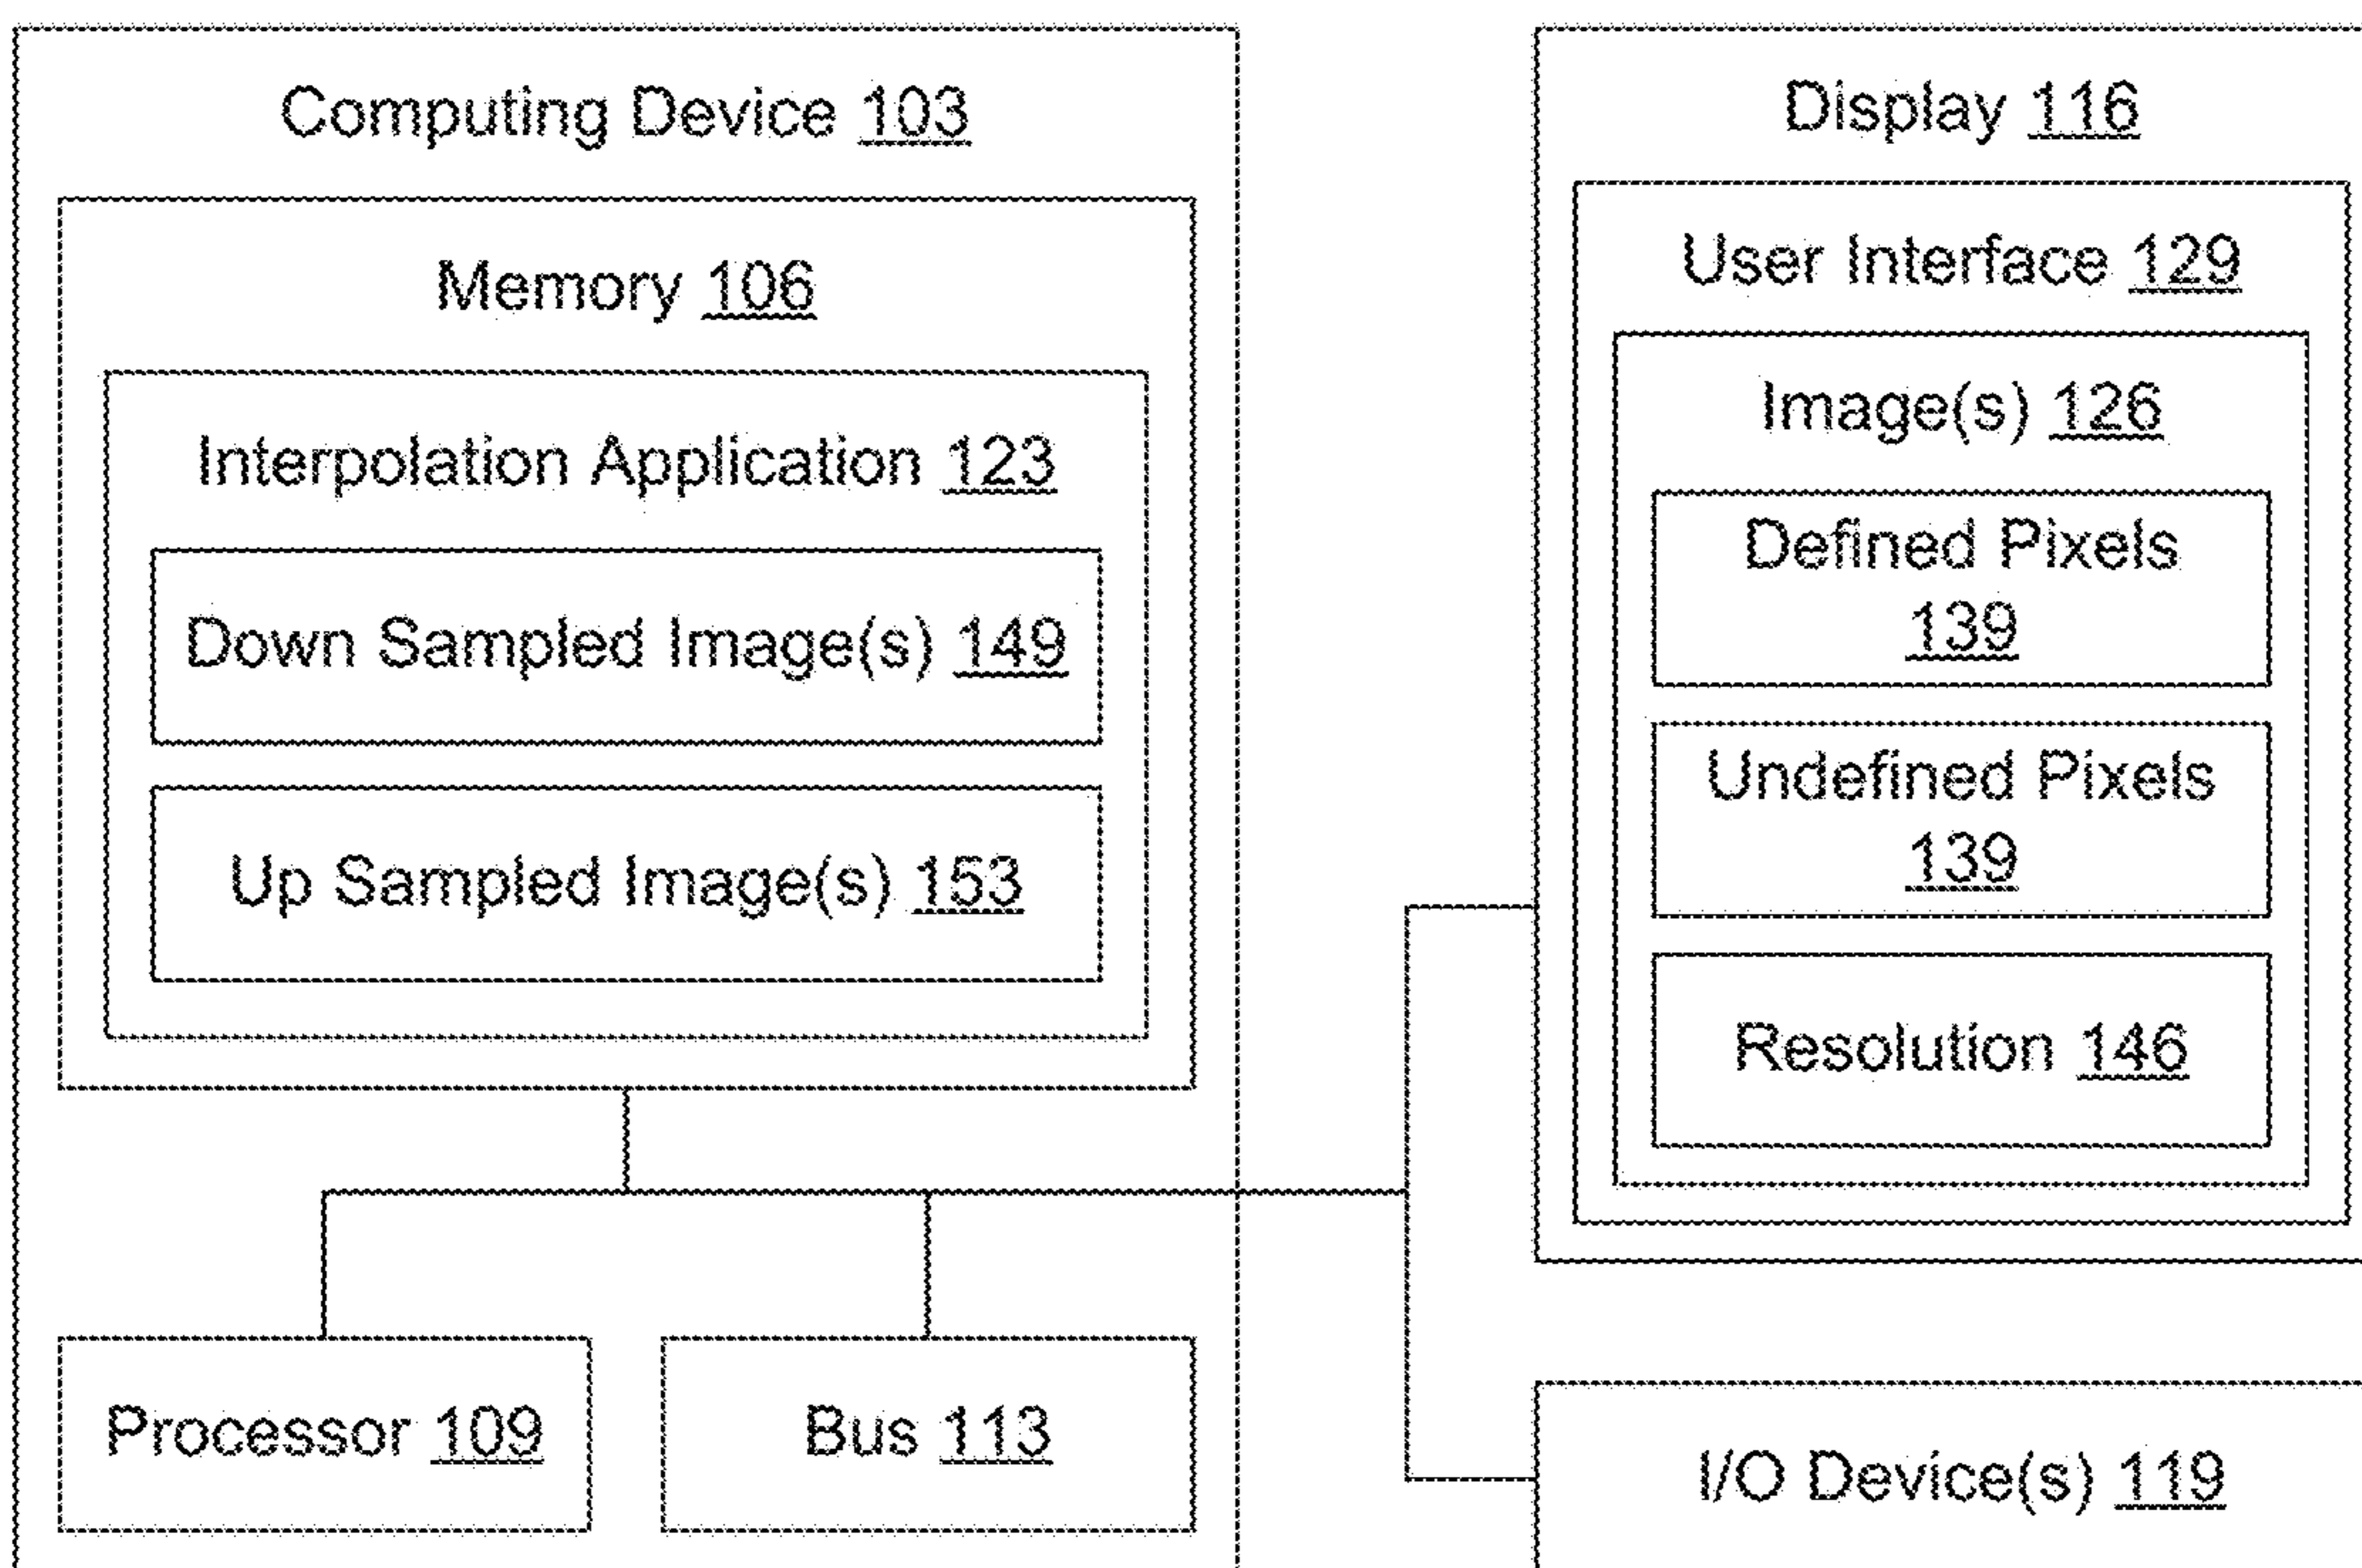 Computing Device 103
Memory 106
Interpolation Application 123
Down Sampled Image(s) 149
Up Sampled Image(s) 153
Processor 109
Bus 113
Display 116
User Interface 129
Image(s) 126
Defined Pixels
139
Undefined Pixels
139
Resolution 146
I/O Device(s) 119